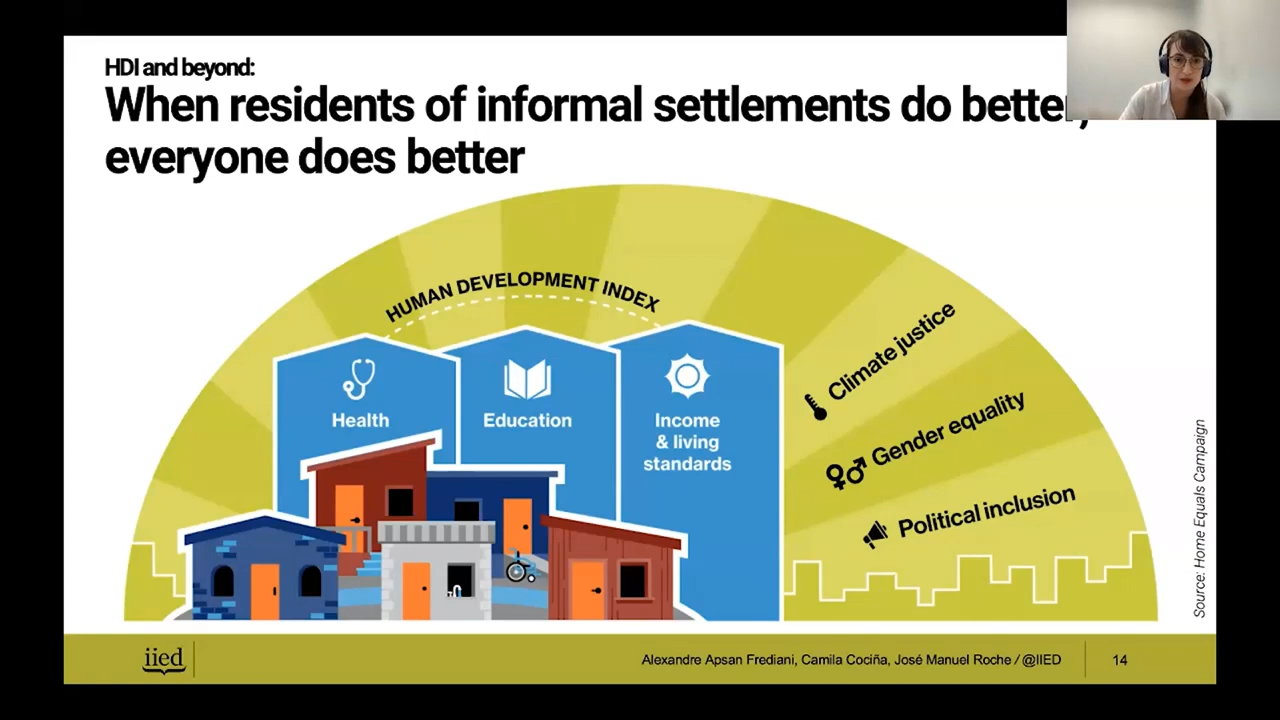 HDI and beyond:
When residents of informal settlements do better,
everyone does better
HUMAN DEVELOPMENT INDEX
Health
Education
Income
& living
standards
Climate justice
Gender equality
Political inclusion
Source: Home Equals Campaign
iied
Alexandre Apsan Frediani, Camila Cociña, José Manuel Roche / @IIED
14